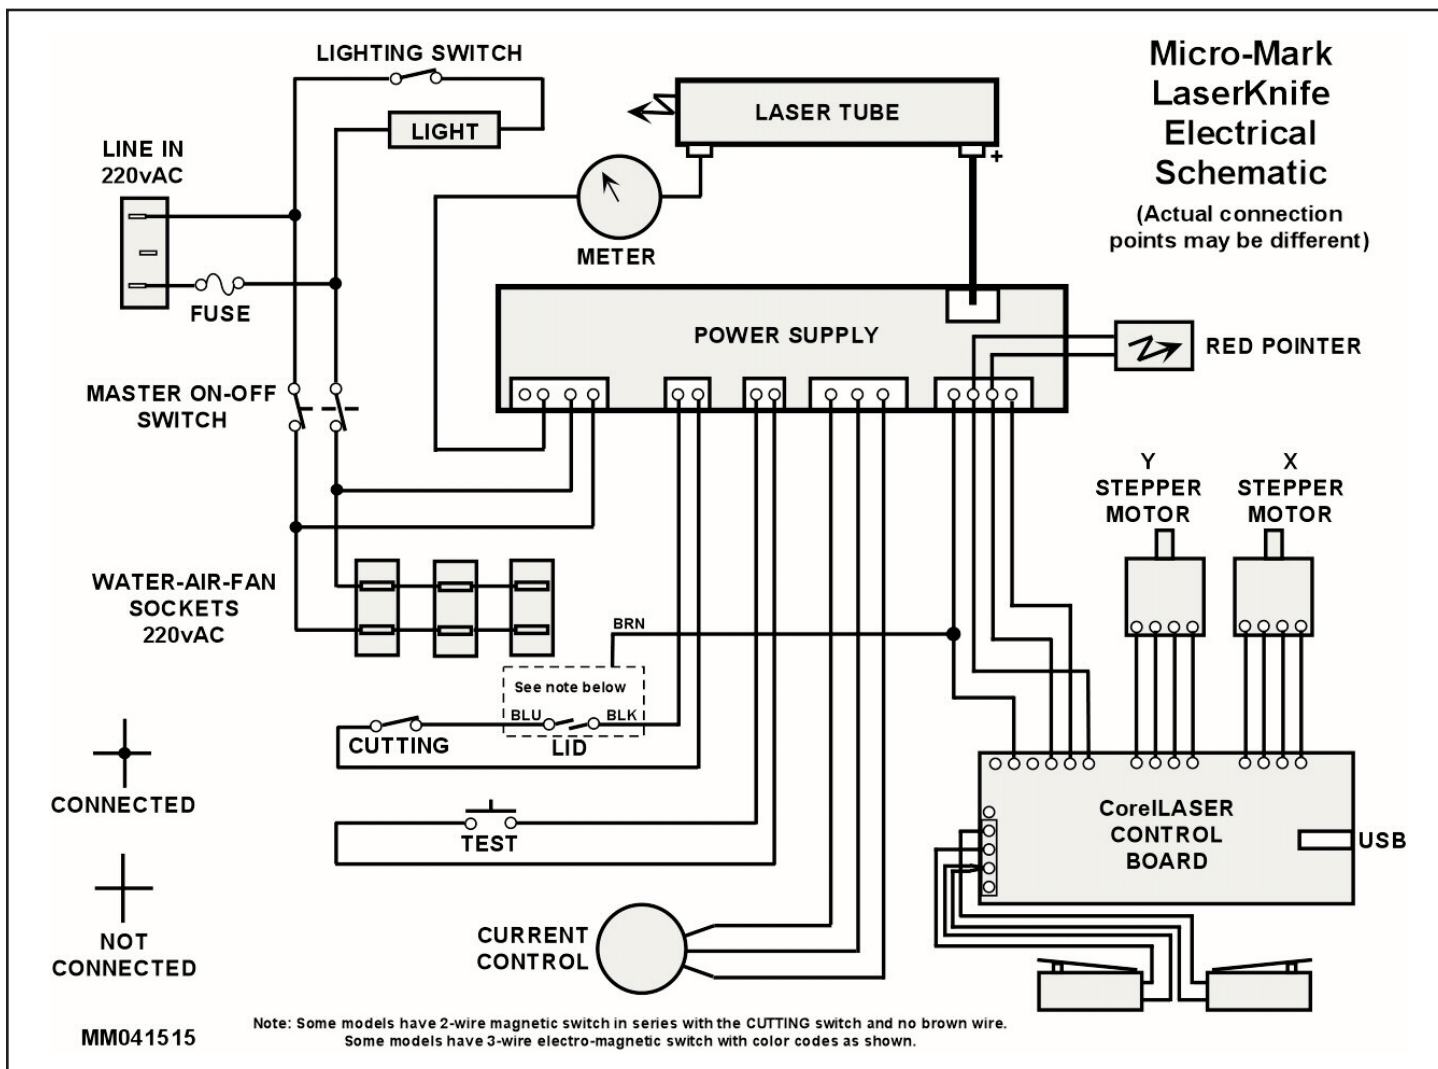 Micro-Mark
LaserKnife
Electrical
Schematic
(Actual connection
points may be different)
LIGHTING SWITCH
LIGHT
LINE IN
220vAC
FUSE
LASER TUBE
+
METER
POWER SUPPLY
RED POINTER
MASTER ON-OFF
SWITCH
Y
STEPPER
MOTOR
X
STEPPER
MOTOR
WATER-AIR-FAN
SOCKETS
220vAC
BRN
See note below
BLU
BLK
CUTTING
LID
CONNECTED
TEST
CorelLASER
CONTROL
BOARD
USB
NOT
CONNECTED
CURRENT
CONTROL
MM041515
Note: Some models have 2-wire magnetic switch in series with the CUTTING switch and no brown wire.
Some models have 3-wire electro-magnetic switch with color codes as shown.